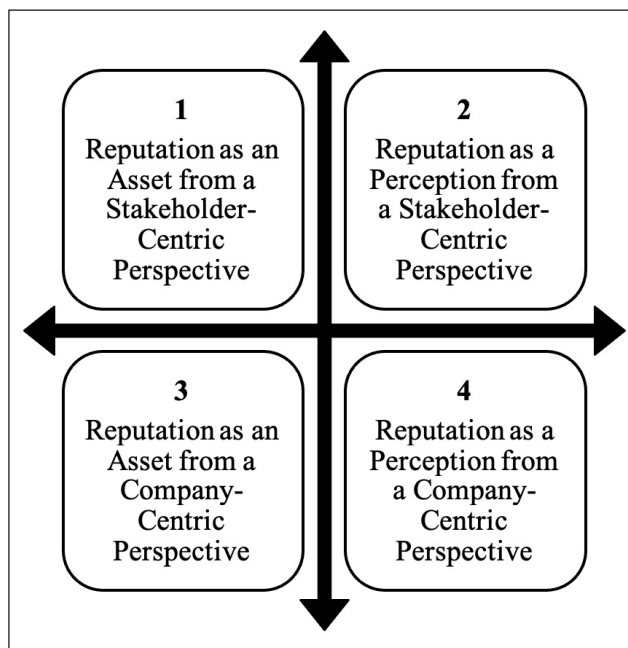 1
Reputation as an
Asset from a
Stakeholder-
Centric
Perspective
2
Reputation as a
Perception from
a Stakeholder-
Centric
Perspective
3
Reputation as an
Asset from a
Company-
Centric
Perspective
4
Reputation as a
Perception from
a Company-
Centric
Perspective